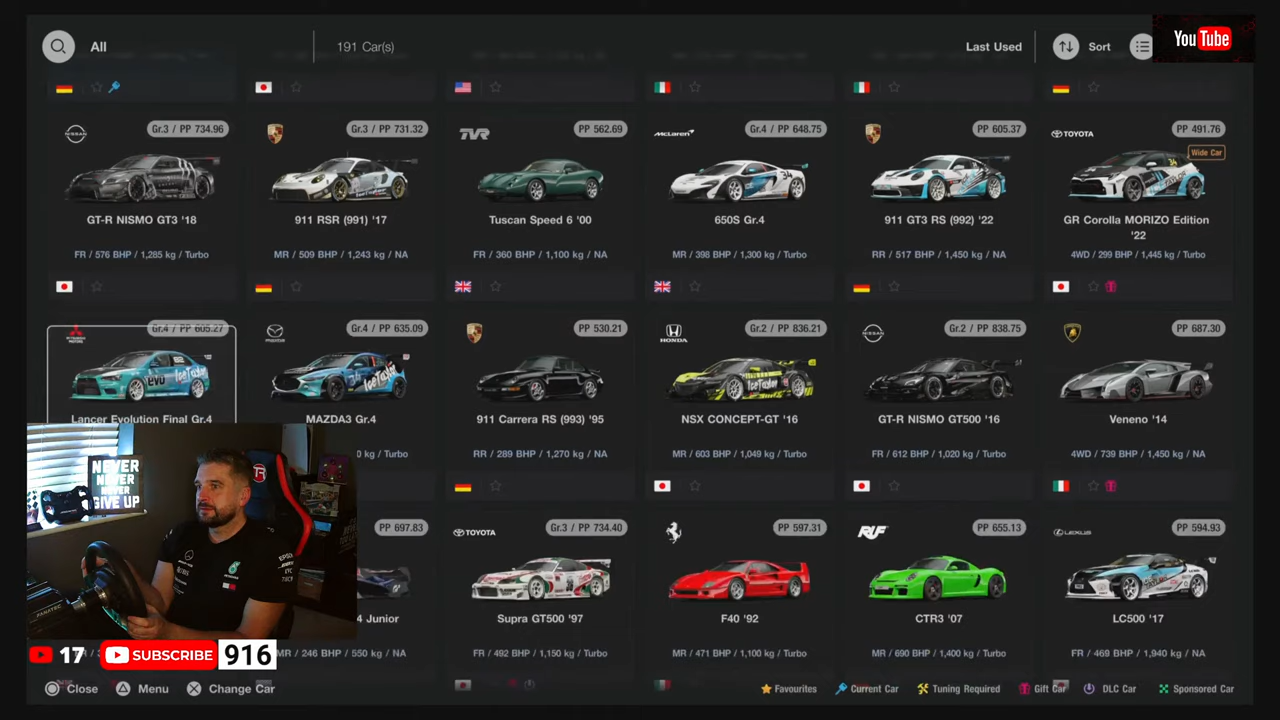 All
191 Car(s)
Last Used
Sort
YouTube
Gr.3 / PP 734.96
GT-R NISMO GT3 '18
FR / 576 BHP / 1,285 kg / Turbo
Gr.3 / PP 731.32
911 RSR (991) '17
MR / 509 BHP / 1,243 kg / NA
TVR
PP 562.69
Tuscan Speed 6 '00
FR / 360 BHP / 1,100 kg / NA
McLaren
Gr.4 / PP 648.75
650S Gr.4
MR / 398 BHP / 1,300 kg / Turbo
PP 605.37
911 GT3 RS (992) '22
RR / 517 BHP / 1,450 kg / NA
TOYOTA
PP 491.76
Wide Car
GR Corolla MORIZO Edition
'22
4WD / 299 BHP / 1,445 kg / Turbo
Gr.4 / PP 605.27
Lancer Evolution Final Gr.4
Gr.4 / PP 635.09
MAZDA3 Gr.4
0 kg / Turbo
PP 530.21
911 Carrera RS (993) '95
RR / 289 BHP / 1,270 kg / NA
HONDA
Gr.2 / PP 836.21
NSX CONCEPT-GT '16
MR / 603 BHP / 1,049 kg / Turbo
Gr.2 / PP 838.75
GT-R NISMO GT500 '16
FR / 612 BHP / 1,020 kg / Turbo
PP 687.30
Veneno '14
4WD / 739 BHP / 1,450 kg / NA
NEVER
NEVER
NEVER
GIVE UP
FANATEC
PP 697.83
4 Junior
MR / 246 BHP / 550 kg / NA
TOYOTA
Gr.3 / PP 734.40
Supra GT500 '97
FR / 492 BHP / 1,150 kg / Turbo
PP 597.31
F40 '92
MR / 471 BHP / 1,100 kg / Turbo
RUF
PP 655.13
CTR3 '07
MR / 690 BHP / 1,400 kg / Turbo
LEXUS
PP 594.93
LC500 '17
FR / 469 BHP / 1,940 kg / NA
17
SUBSCRIBE
916
Close
Menu
Change Car
Favourites
Current Car
Tuning Required
Gift Car
DLC Car
Sponsored Car